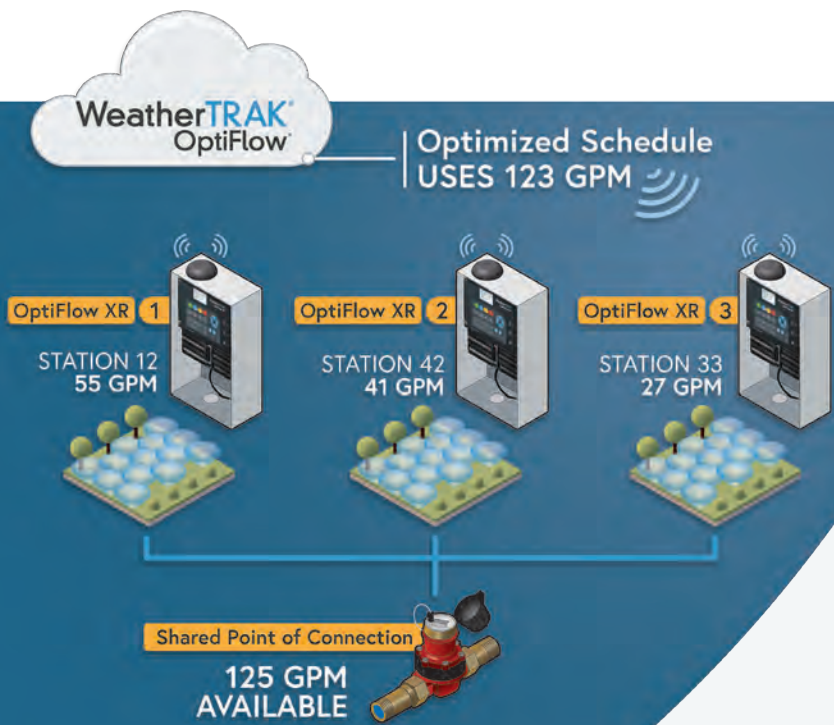 WeatherTRAK®
OptiFlow®
Optimized Schedule
USES 123 GPM
OptiFlow XR 1
STATION 12
55 GPM
OptiFlow XR 2
STATION 42
41 GPM
OptiFlow XR 3
STATION 33
27 GPM
Shared Point of Connection
125 GPM
AVAILABLE